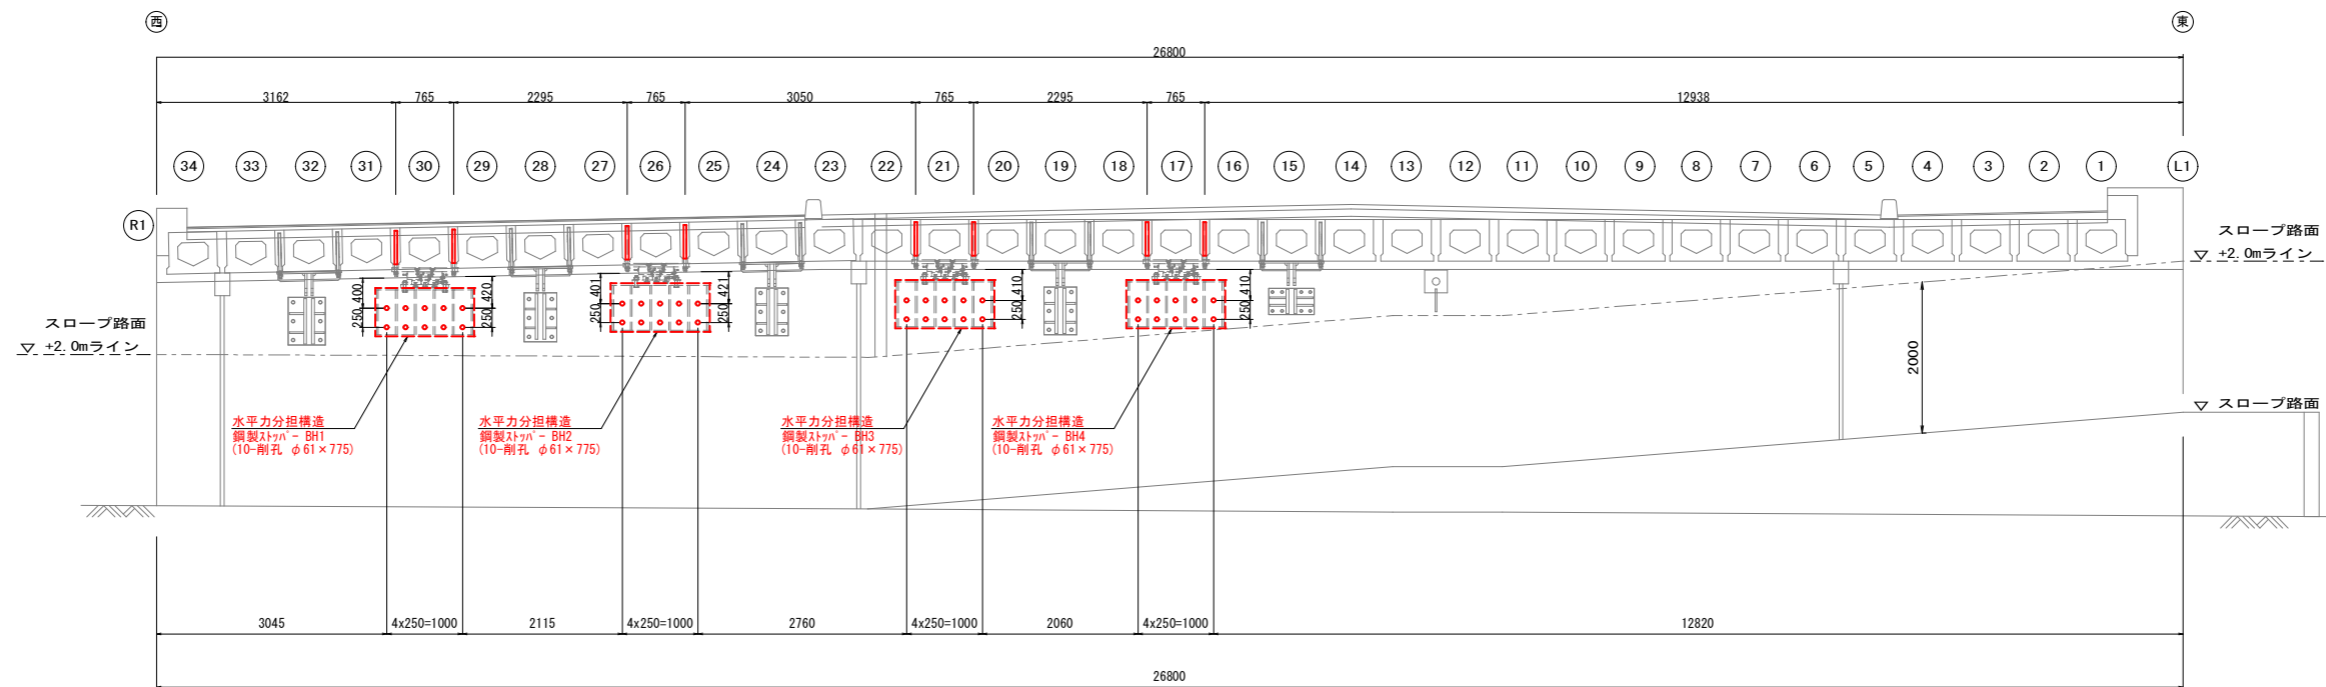 西
東
26800
3162 765 2295 765 3050 765 2295 765 12938
34 33 32 31 30 29 28 27 26 25 24 23 22 21 20 19 18 17 16 15 14 13 12 11 10 9 8 7 6 5 4 3 2 1 L1
R1
スロープ路面
▽ +2.0mライン
スロープ路面
▽ +2.0mライン
400
250
420
250
401
250
421
250
410
250
410
250
2000
▽ スロープ路面
水平力分担構造
鋼製ストッパー BH1
(10-削孔 φ61×775)
水平力分担構造
鋼製ストッパー BH2
(10-削孔 φ61×775)
水平力分担構造
鋼製ストッパー BH3
(10-削孔 φ61×775)
水平力分担構造
鋼製ストッパー BH4
(10-削孔 φ61×775)
3045 4x250=1000 2115 4x250=1000 2760 4x250=1000 2060 4x250=1000 12820
26800